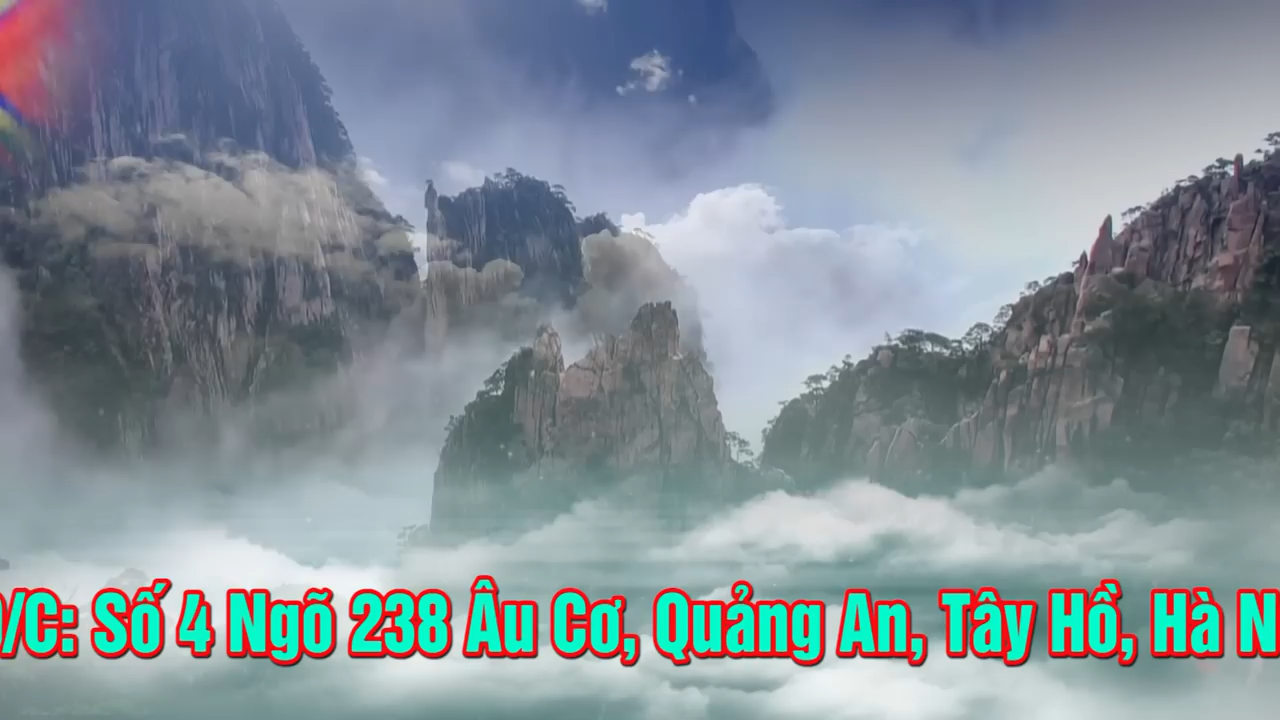 /C: Số 4 Ngõ 238 Âu Cơ, Quảng An, Tây Hồ, Hà N